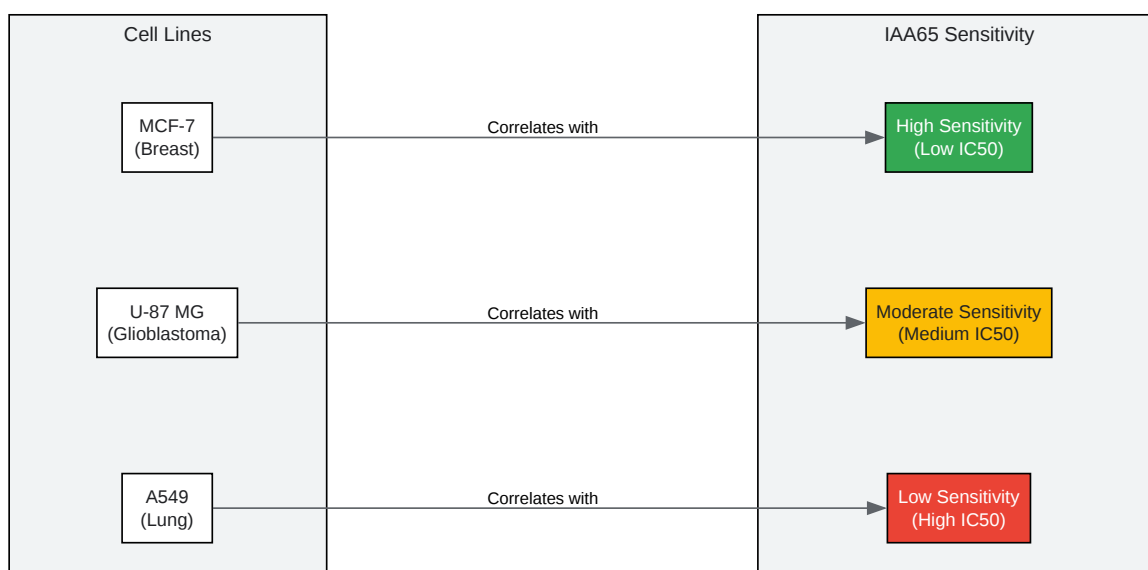 Cell Lines
IAA65 Sensitivity
MCF-7
(Breast)
Correlates with
High Sensitivity
(Low IC50)
U-87 MG
(Glioblastoma)
Correlates with
Moderate Sensitivity
(Medium IC50)
A549
(Lung)
Correlates with
Low Sensitivity
(High IC50)